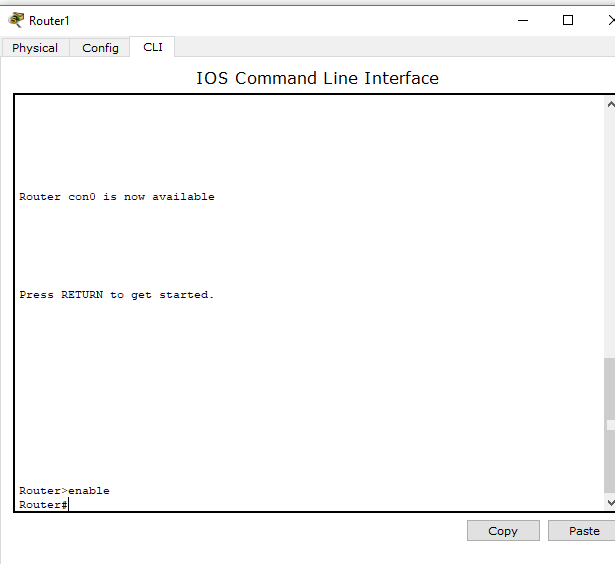 Router1
Physical Config CLI
IOS Command Line Interface
Router con0 is now available
Press RETURN to get started.
Router>enable
Router#
Copy Paste